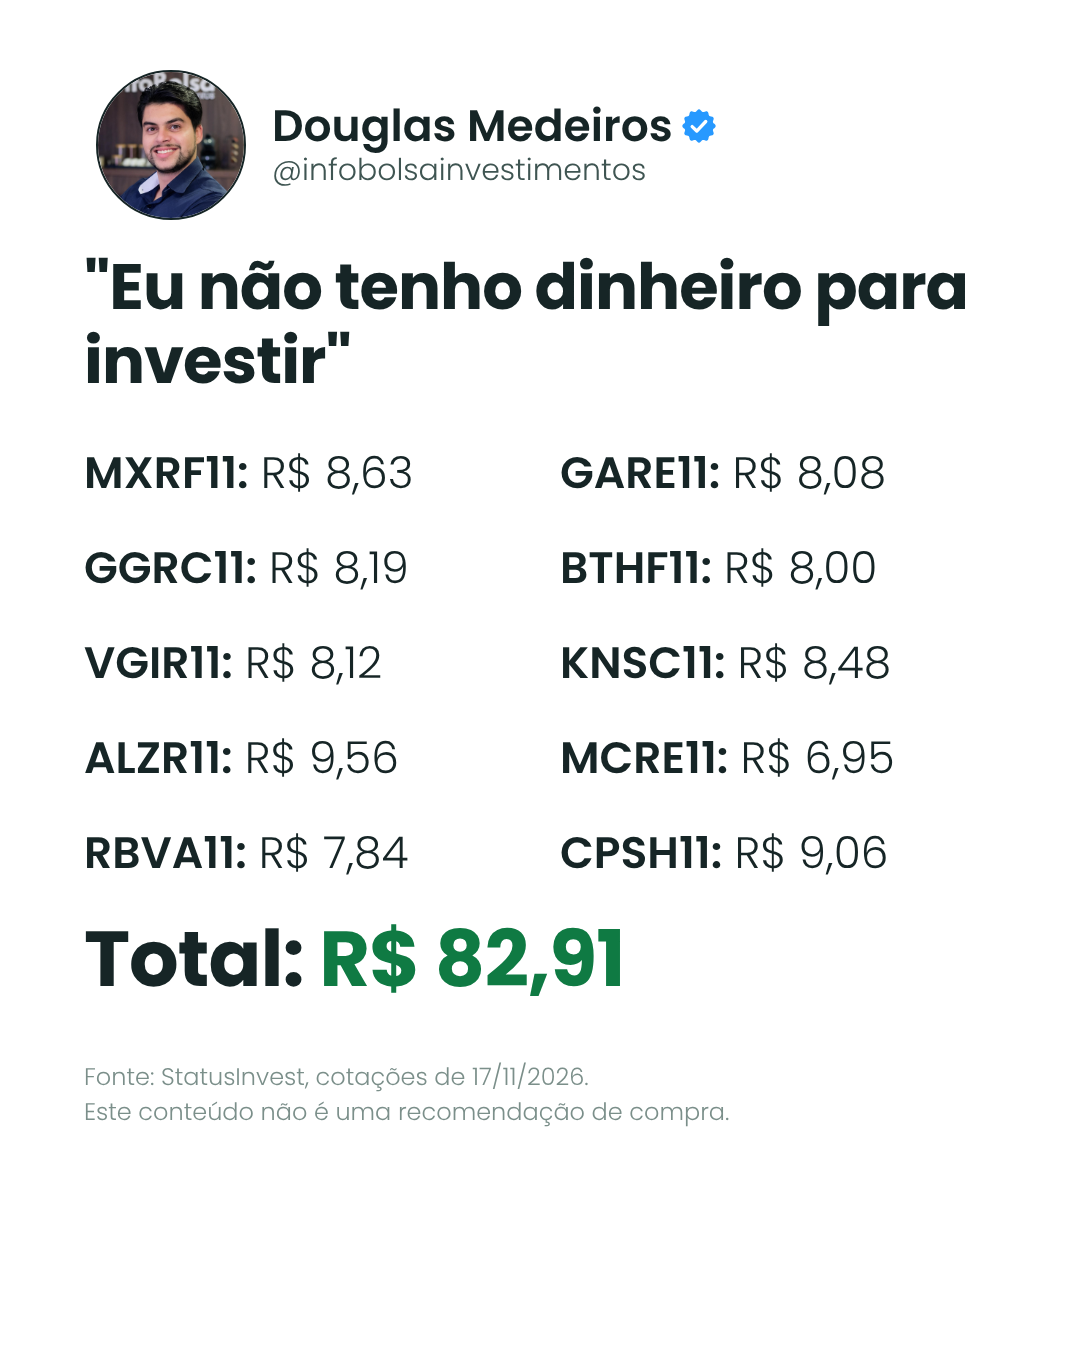 Douglas Medeiros
@infobolsainvestimentos
"Eu não tenho dinheiro para
investir"
MXRF11: R$ 8,63
GARE11: R$ 8,08
GGRC11: R$ 8,19
BTHF11: R$ 8,00
VGIR11: R$ 8,12
KNSC11: R$ 8,48
ALZR11: R$ 9,56
MCRE11: R$ 6,95
RBVA11: R$ 7,84
CPSH11: R$ 9,06
Total: R$ 82,91
Fonte: StatusInvest, cotações de 17/11/2026.
Este conteúdo não é uma recomendação de compra.